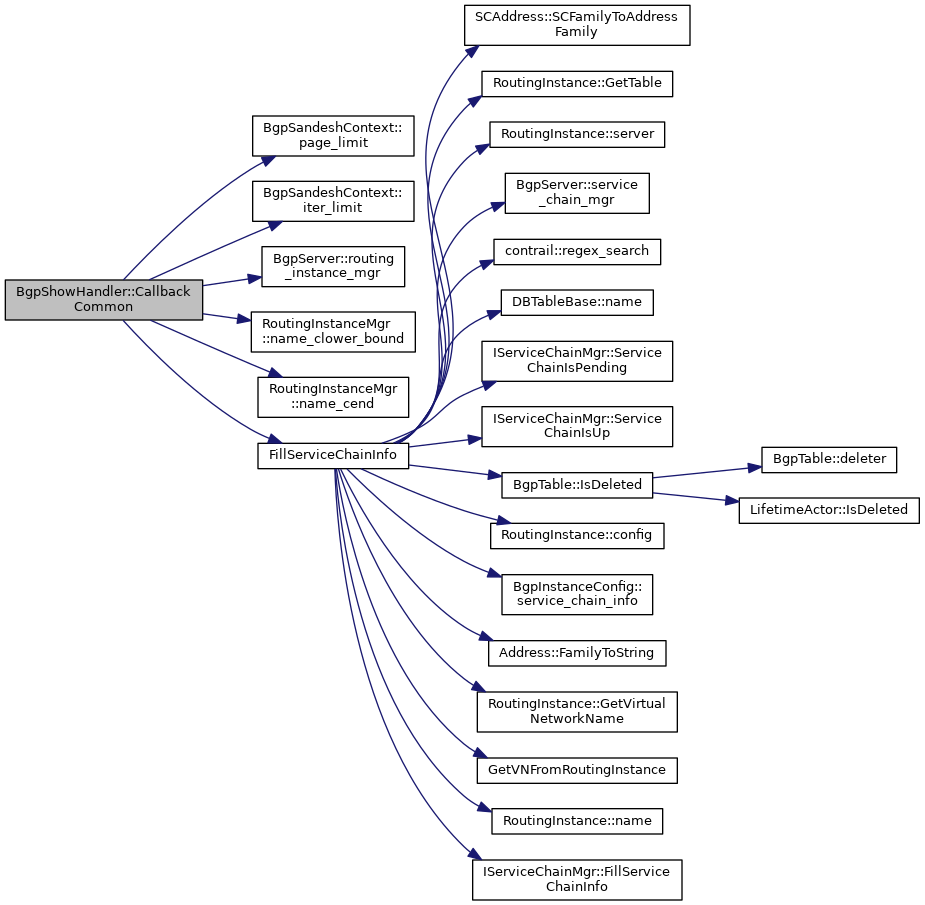 BgpShowHandler::Callback
Common
BgpSandeshContext::
page_limit
BgpSandeshContext::
iter_limit
BgpServer::routing
_instance_mgr
RoutingInstanceMgr
::name_clower_bound
RoutingInstanceMgr
::name_cend
FillServiceChainInfo
SCAddress::SCFamilyToAddress
Family
RoutingInstance::GetTable
RoutingInstance::server
BgpServer::service
_chain_mgr
contrail::regex_search
DBTableBase::name
IServiceChainMgr::Service
ChainIsPending
IServiceChainMgr::Service
ChainIsUp
BgpTable::IsDeleted
BgpTable::deleter
LifetimeActor::IsDeleted
RoutingInstance::config
BgpInstanceConfig::
service_chain_info
Address::FamilyToString
RoutingInstance::GetVirtual
NetworkName
GetVNFromRoutingInstance
RoutingInstance::name
IServiceChainMgr::FillService
ChainInfo